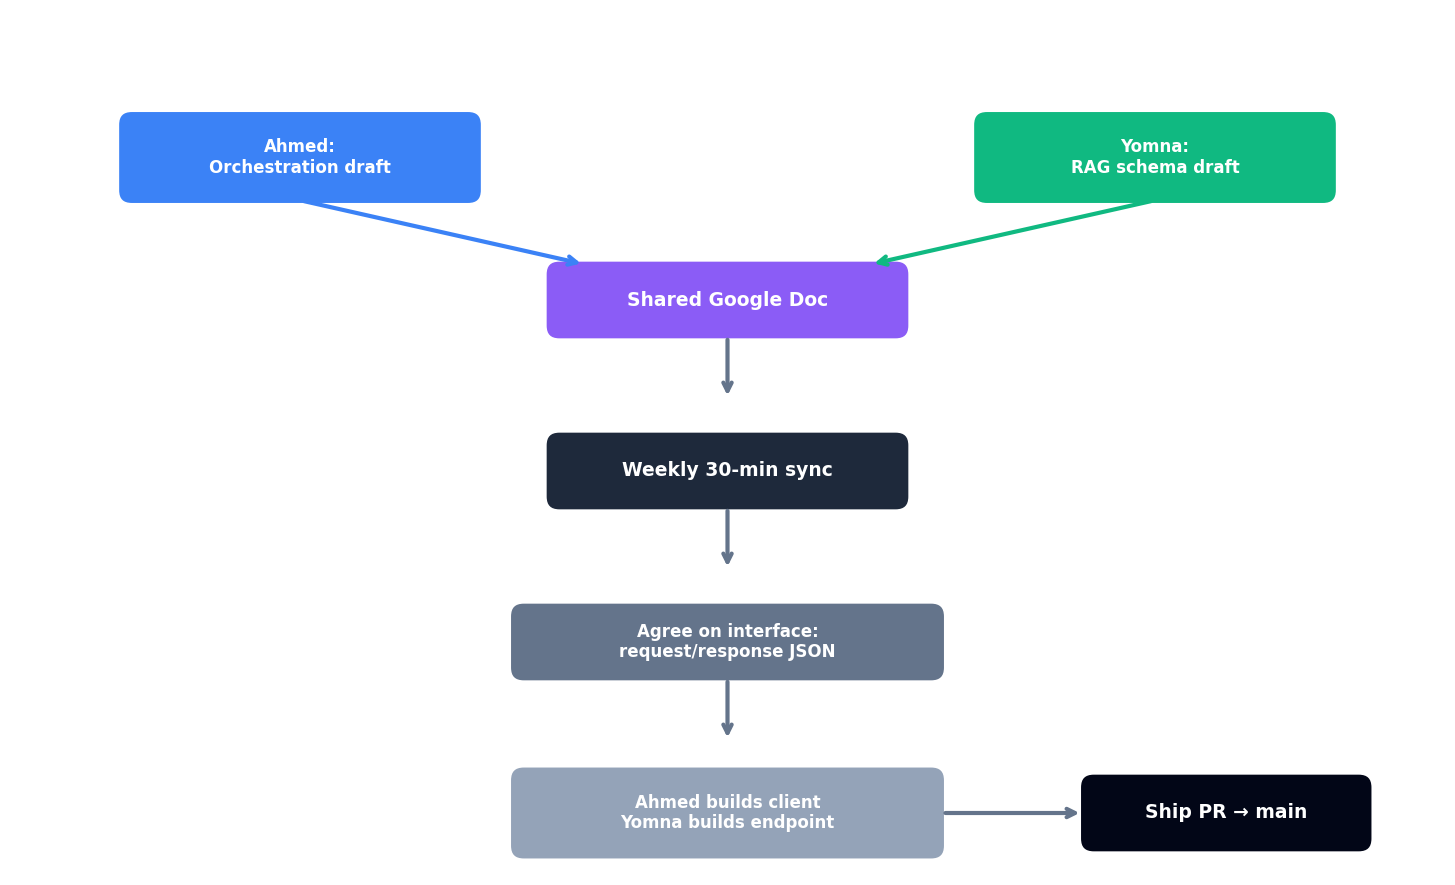 Ahmed:
Orchestration draft
Yomna:
RAG schema draft
Shared Google Doc
Weekly 30-min sync
Agree on interface:
request/response JSON
Ahmed builds client
Yomna builds endpoint
Ship PR → main